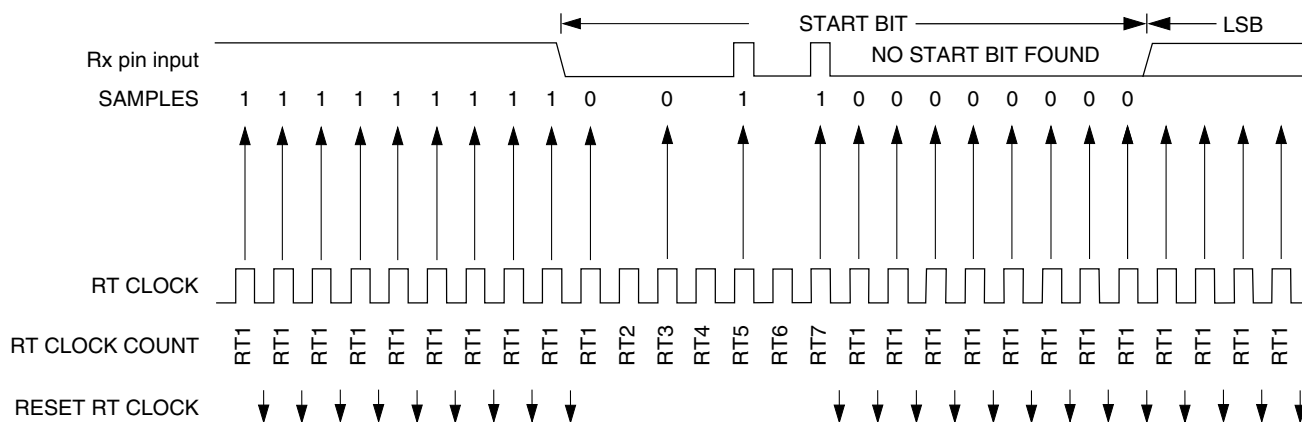 START BIT
LSB
Rx pin input
NO START BIT FOUND
SAMPLES 1 1 1 1 1 1 1 1 1 0 0 1 1 0 0 0 0 0 0 0 0
RT CLOCK
RT CLOCK COUNT RT1 RT1 RT1 RT1 RT1 RT1 RT1 RT1 RT1 RT1 RT2 RT3 RT4 RT5 RT6 RT7 RT1 RT1 RT1 RT1 RT1 RT1 RT1 RT1 RT1 RT1 RT1 RT1
RESET RT CLOCK